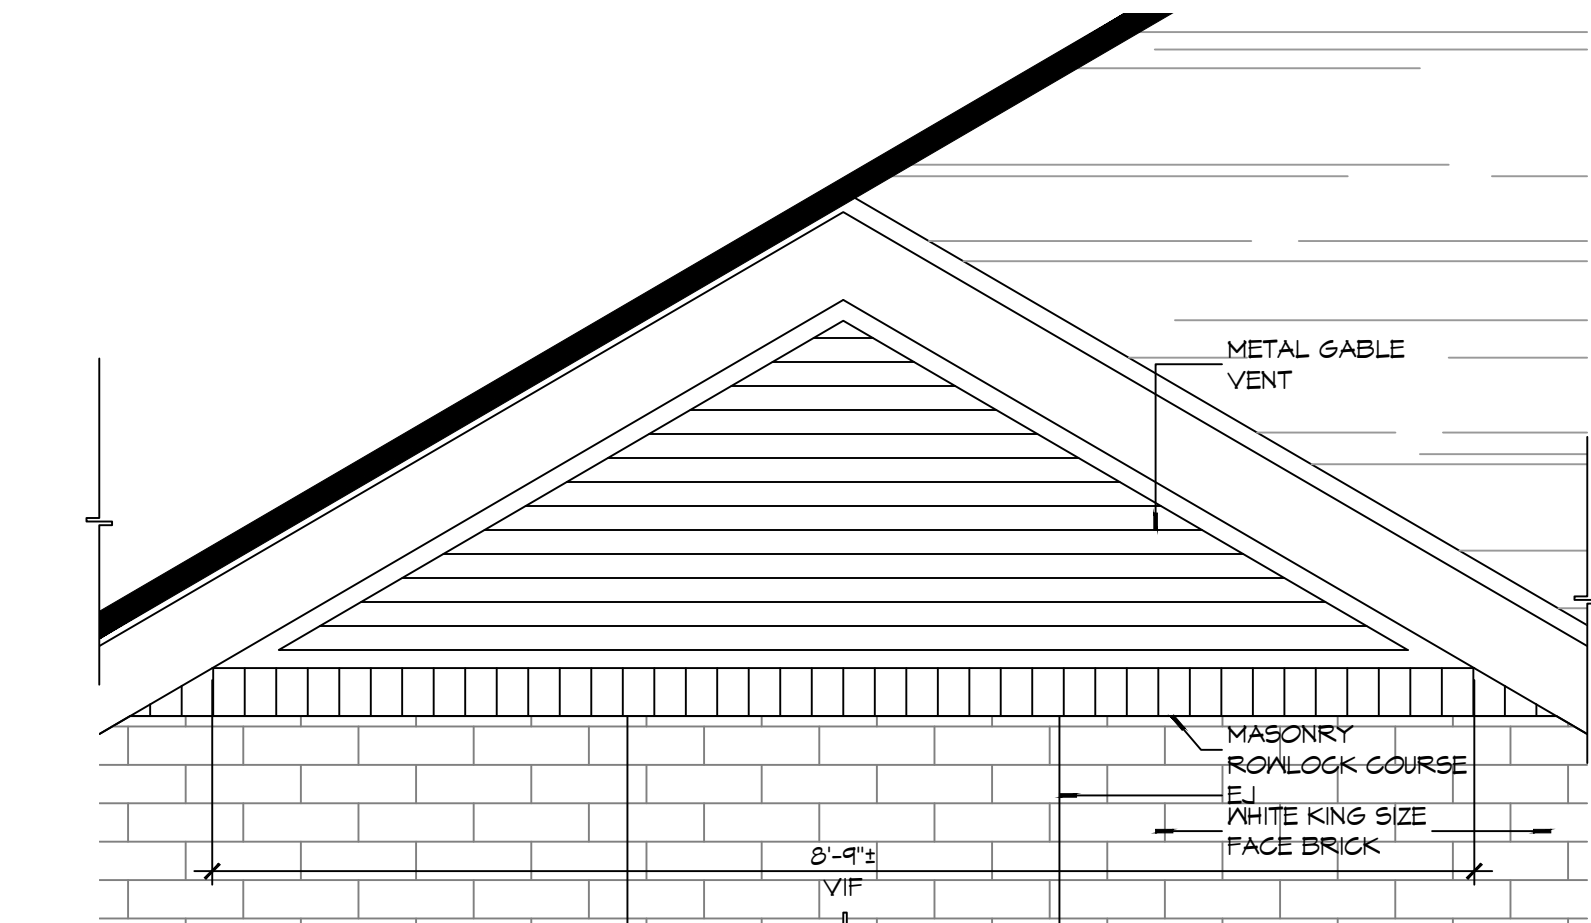 METAL GABLE
VENT
MASONRY
ROWLOCK COURSE
EJ
WHITE KING SIZE
FACE BRICK
8'-9"±
VIF